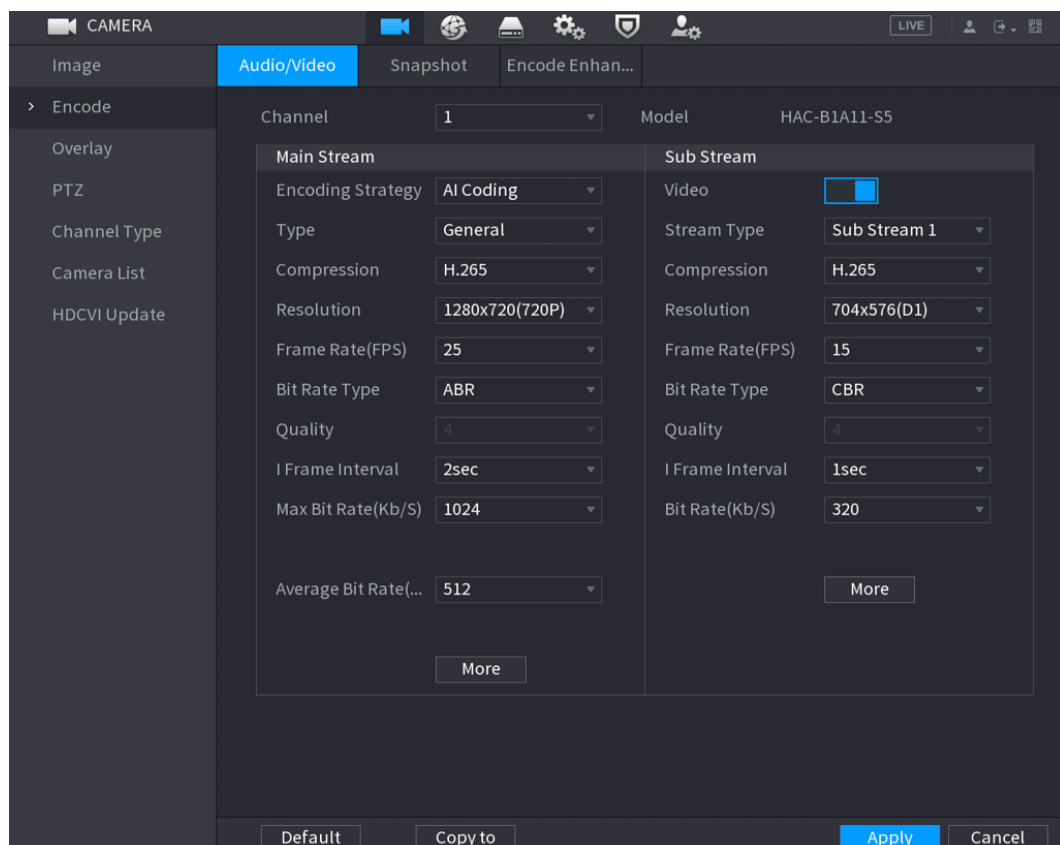 CAMERA LIVE
Image
Encode
Overlay
PTZ
Channel Type
Camera List
HDCVI Update
Audio/Video Snapshot Encode Enhan...
Channel 1 Model HAC-B1A11-S5
Main Stream Sub Stream
Encoding Strategy AI Coding Video
Type General Stream Type Sub Stream 1
Compression H.265 Compression H.265
Resolution 1280x720(720P) Resolution 704x576(D1)
Frame Rate(FPS) 25 Frame Rate(FPS) 15
Bit Rate Type ABR Bit Rate Type CBR
Quality 4 Quality 4
I Frame Interval 2sec I Frame Interval 1sec
Max Bit Rate(Kb/S) 1024 Bit Rate(Kb/S) 320
Average Bit Rate(... 512 More
More
Default Copy to Apply Cancel